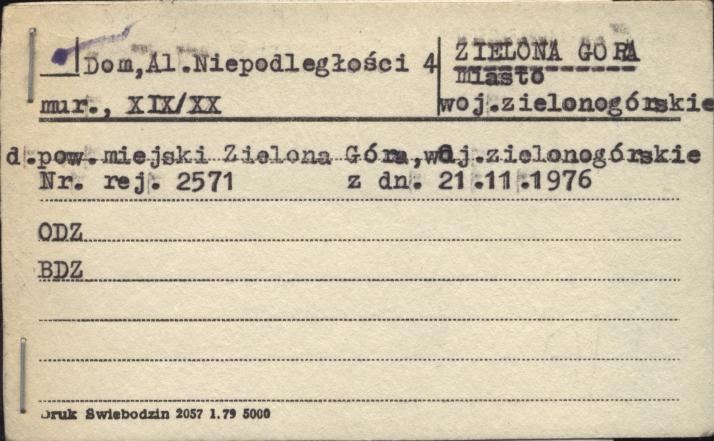 Dom,Al.Niepodległości 4
mur., XIX/XX
ZIELONA GÓRA
miasto
woj.zielonogórskie
d.pow.miejski Zielona Góra,woj.zielonogórskie
Nr. rej. 2571 z dn. 21.11.1976
ODZ
BDZ
Druk Świebodzin 2057 1.79 5000